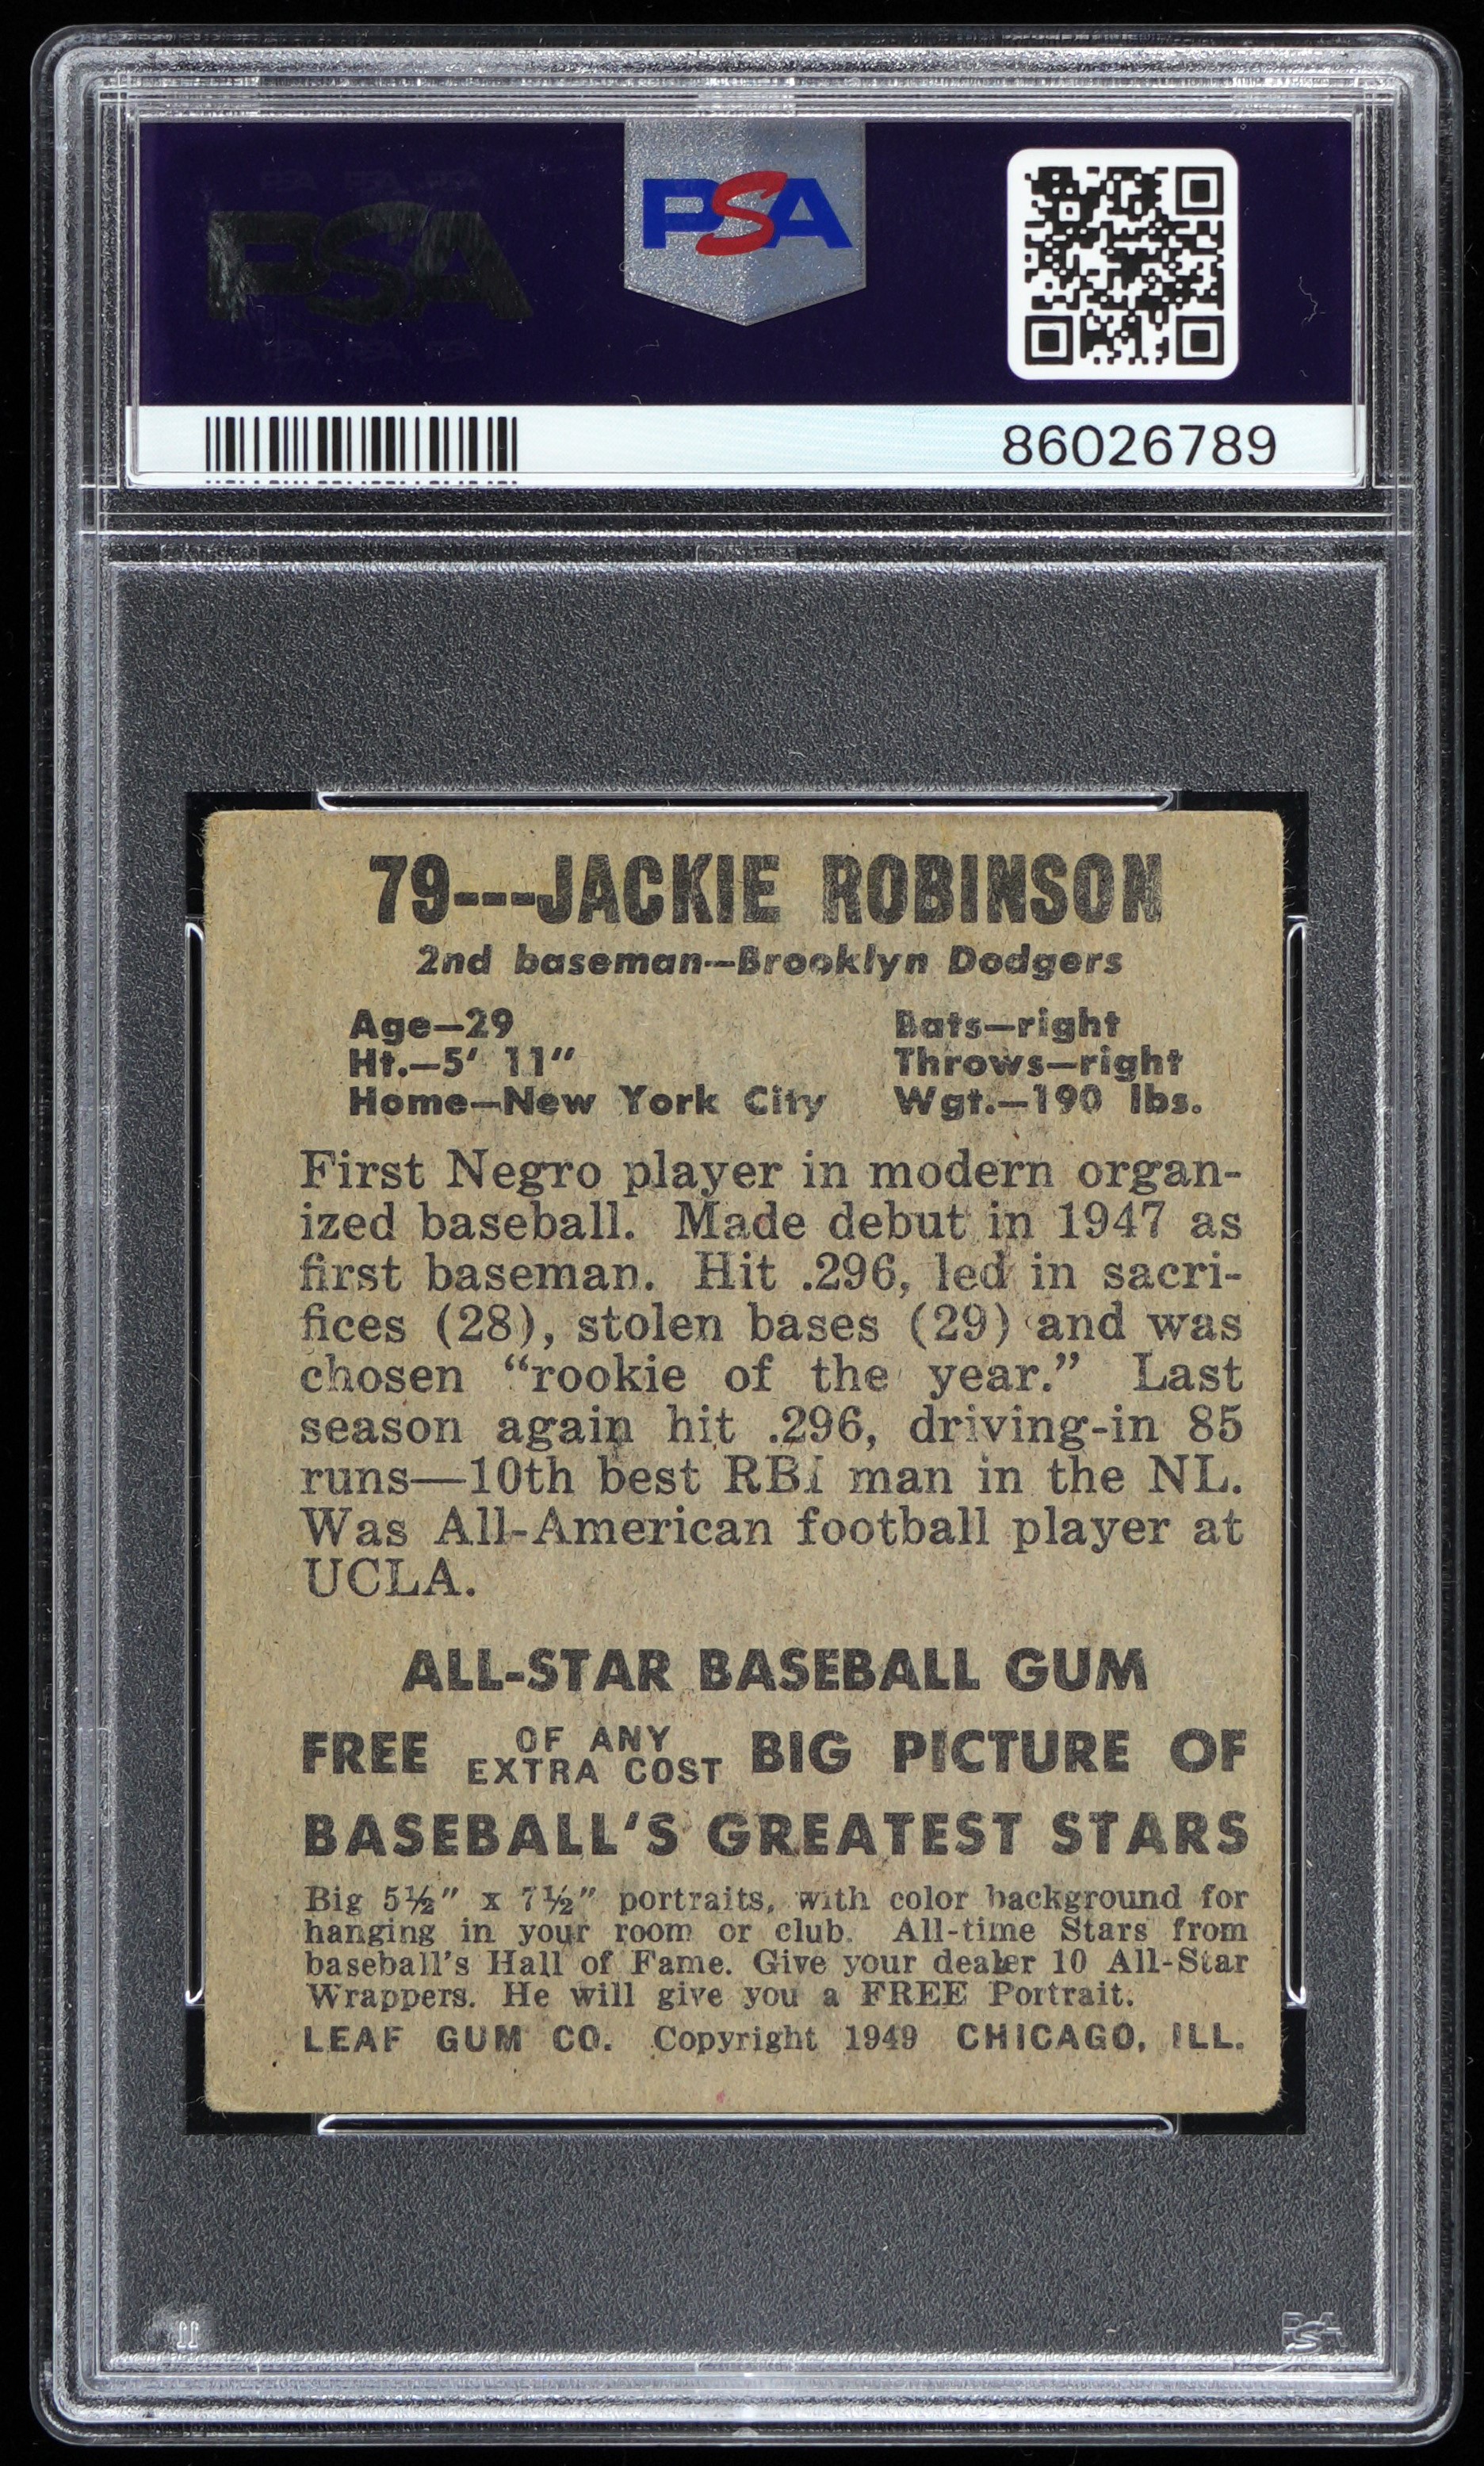 PSA
PSA
86026789
79---JACKIE ROBINSON
2nd baseman—Brooklyn Dodgers
Age—29
Bats—right
Ht.—5' 11"
Throws—right
Home—New York City
Wgt.—190 lbs.
First Negro player in modern organ-
ized baseball. Made debut in 1947 as
first baseman. Hit .296, led in sacri-
fices (28), stolen bases (29) and was
chosen “rookie of the year.” Last
season again hit .296, driving-in 85
runs—10th best RBI man in the NL.
Was All-American football player at
UCLA.
ALL-STAR BASEBALL GUM
FREE OF ANY EXTRA COST BIG PICTURE OF
BASEBALL'S GREATEST STARS
Big 5½" x 7½" portraits, with color background for
hanging in your room or club. All-time Stars from
baseball's Hall of Fame. Give your dealer 10 All-Star
Wrappers. He will give you a FREE Portrait.
LEAF GUM CO. Copyright 1949 CHICAGO, ILL.
PSA